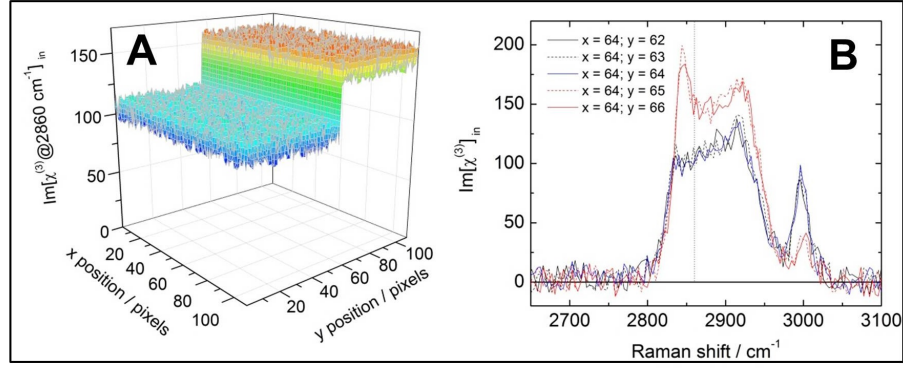 A
Im[χ(3)@2860 cm-1] in
150
100
50
0
x position / pixels
20
40
60
80
100
y position / pixels
20
40
60
80
100
B
Im[χ(3)] in
200
150
100
50
0
x = 64; y = 62
x = 64; y = 63
x = 64; y = 64
x = 64; y = 65
x = 64; y = 66
2700
2800
2900
3000
3100
Raman shift / cm-1